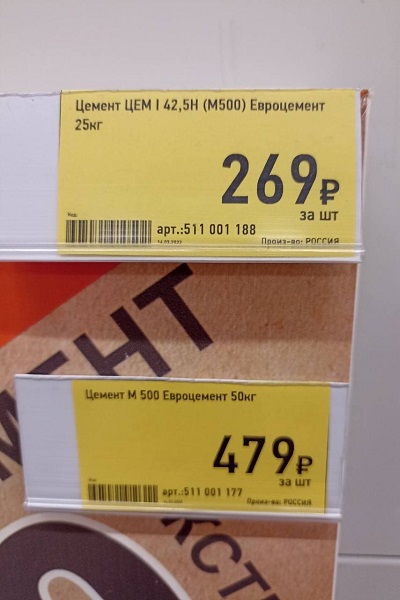 Цемент ЦЕМ I 42,5Н (М500) Евроцемент
25кг
269₽
за шт
арт.:511 001 188
Произ-во: РОССИЯ
МЕНТ
Цемент М 500 Евроцемент 50кг
479₽
за шт
арт.:511 001 177
Произ-во: РОССИЯ